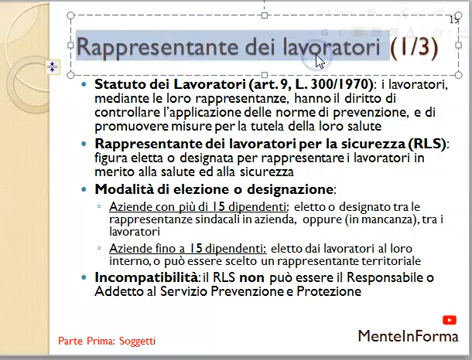 15
Rappresentante dei lavoratori (1/3)
• Statuto dei Lavoratori (art. 9, L. 300/1970): i lavoratori,
mediante le loro rappresentanze, hanno il diritto di
controllare l'applicazione delle norme di prevenzione, e di
promuovere misure per la tutela della loro salute
• Rappresentante dei lavoratori per la sicurezza (RLS):
figura eletta o designata per rappresentare i lavoratori in
merito alla salute ed alla sicurezza
• Modalità di elezione o designazione:
◦ Aziende con più di 15 dipendenti: eletto o designato tra le
rappresentanze sindacali in azienda, oppure (in mancanza), tra i
lavoratori
◦ Aziende fino a 15 dipendenti: eletto dai lavoratori al loro
interno, o può essere scelto un rappresentante territoriale
• Incompatibilità: il RLS non può essere il Responsabile o
Addetto al Servizio Prevenzione e Protezione
Parte Prima: Soggetti
MenteInForma